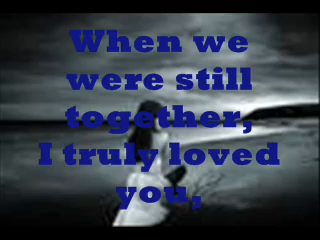 When we
were still
together,
I truly loved
you,